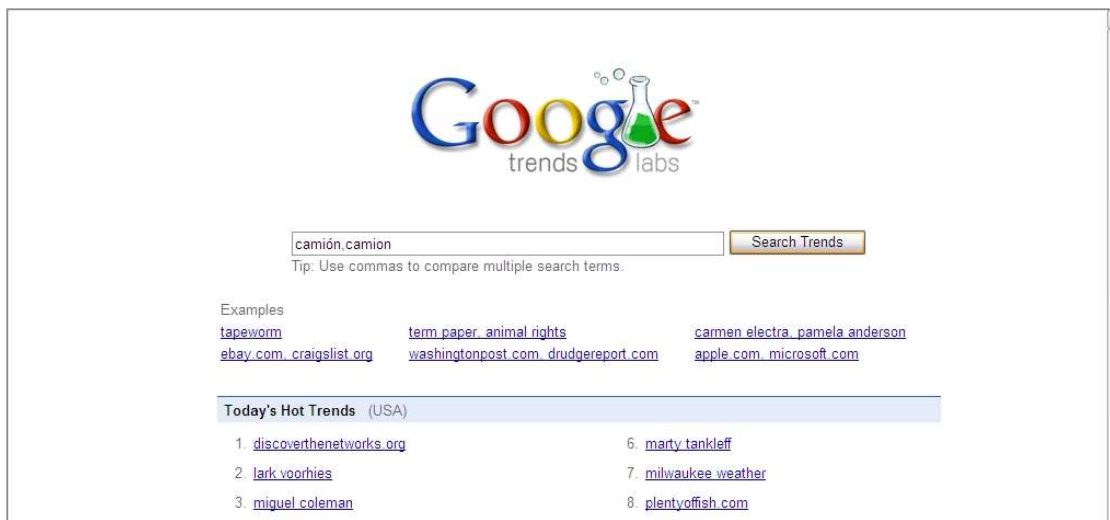 Google™
trends labs
camión,camion Search Trends
Tip: Use commas to compare multiple search terms.
Examples
tapeworm term paper, animal rights carmen electra, pamela anderson
ebay.com, craigslist.org washingtonpost.com, drudgereport.com apple.com, microsoft.com
Today's Hot Trends (USA)
1. discoverthenetworks.org 6. marty tankleff
2. lark voorhies 7. milwaukee weather
3. miguel coleman 8. plentyoffish.com